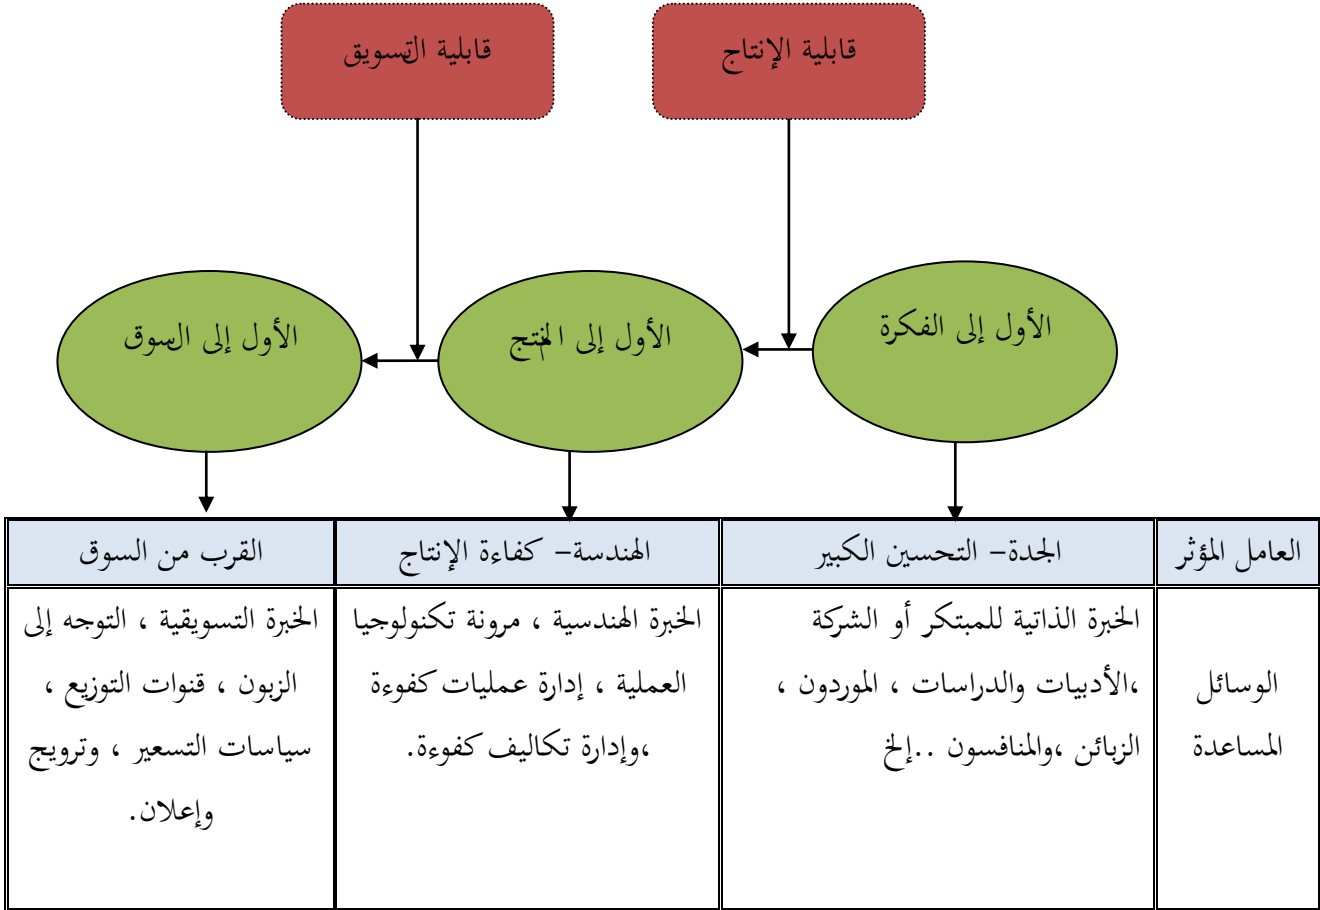 قابلية الإنتاج
قابلية التسويق
الأول إلى الفكرة
الأول إلى المنتج
الأول إلى السوق
العامل المؤثر
الجدة– التحسين الكبير
الهندسة– كفاءة الإنتاج
القرب من السوق
الوسائل
المساعدة
الخبرة الذاتية للمبتكر أو الشركة
،الأدبيات والدراسات ، الموردون ،
الزبائن ،والمنافسون ..إلخ
الخبرة الهندسية ، مرونة تكنولوجيا
العملية ، إدارة عمليات كفوءة
،وإدارة تكاليف كفوءة.
الخبرة التسويقية ، التوجه إلى
الزبون ، قنوات التوزيع ،
سياسات التسعير ، وترويج
وإعلان.